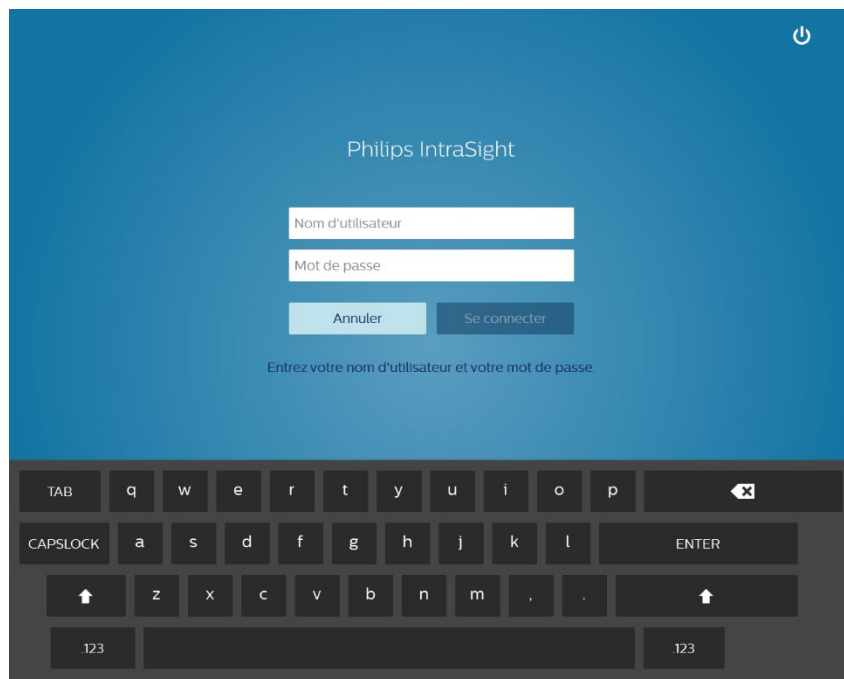 Philips IntraSight
Nom d'utilisateur
Mot de passe
Annuler Se connecter
Entrez votre nom d'utilisateur et votre mot de passe.
TAB q w e r t y u i o p
CAPSLOCK a s d f g h j k l ENTER
z x c v b n m , .
.123 .123